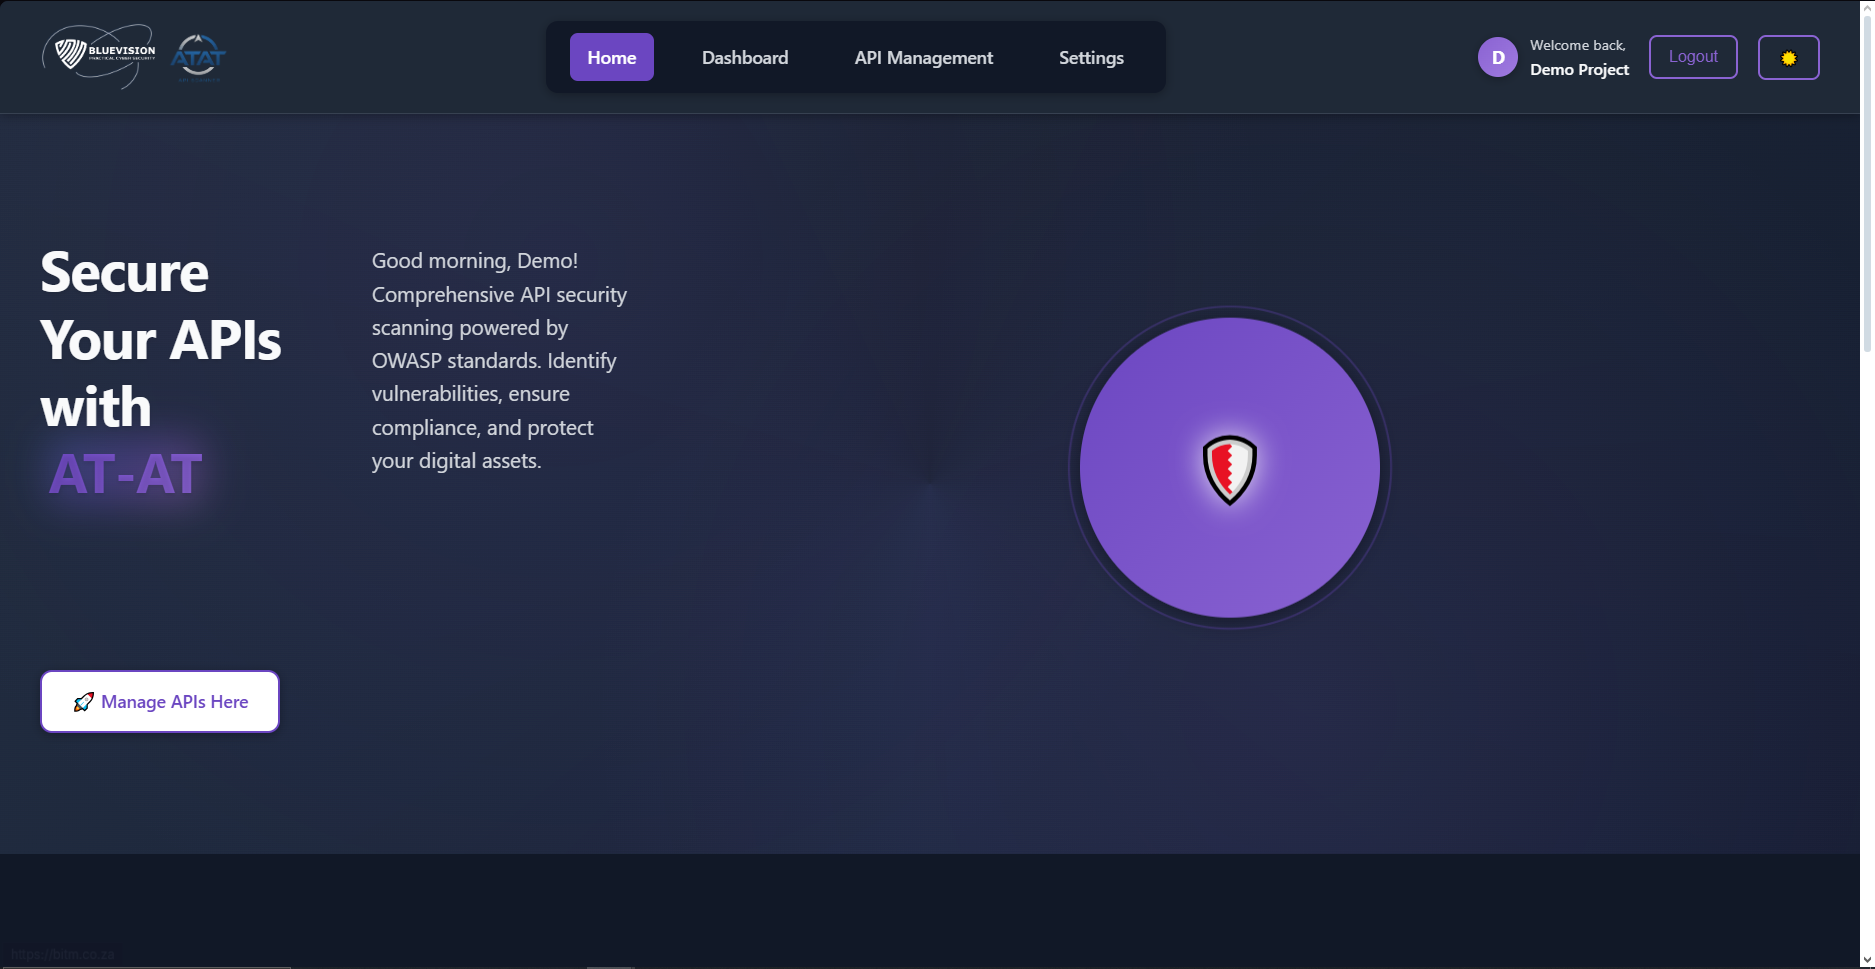 BLUEVISION
PRACTICAL CYBER SECURITY
ATAT
Home
Dashboard
API Management
Settings
D
Welcome back,
Demo Project
Logout
Secure
Your APIs
with
AT-AT
Good morning, Demo!
Comprehensive API security
scanning powered by
OWASP standards. Identify
vulnerabilities, ensure
compliance, and protect
your digital assets.
Manage APIs Here
https://bitm.co.za